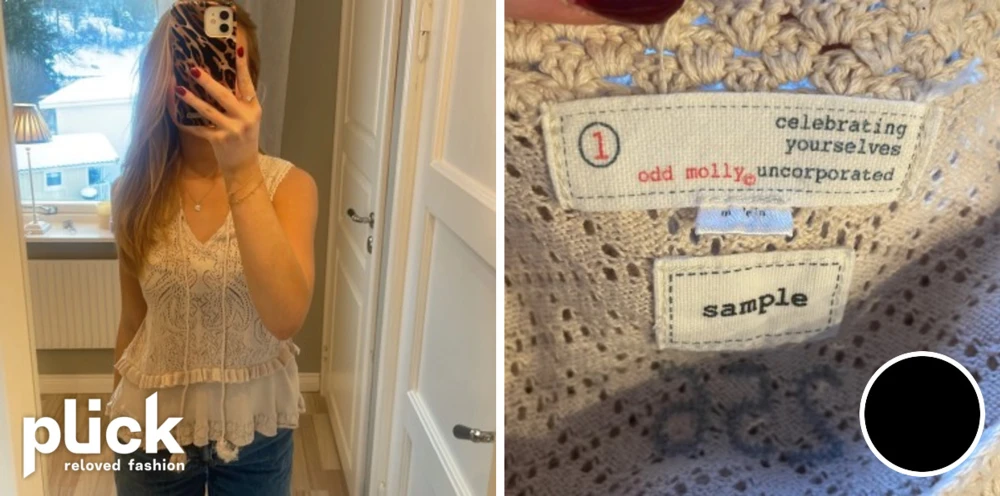 plick
reloved fashion
1
celebrating
yourselves
odd molly© uncorporated
sample